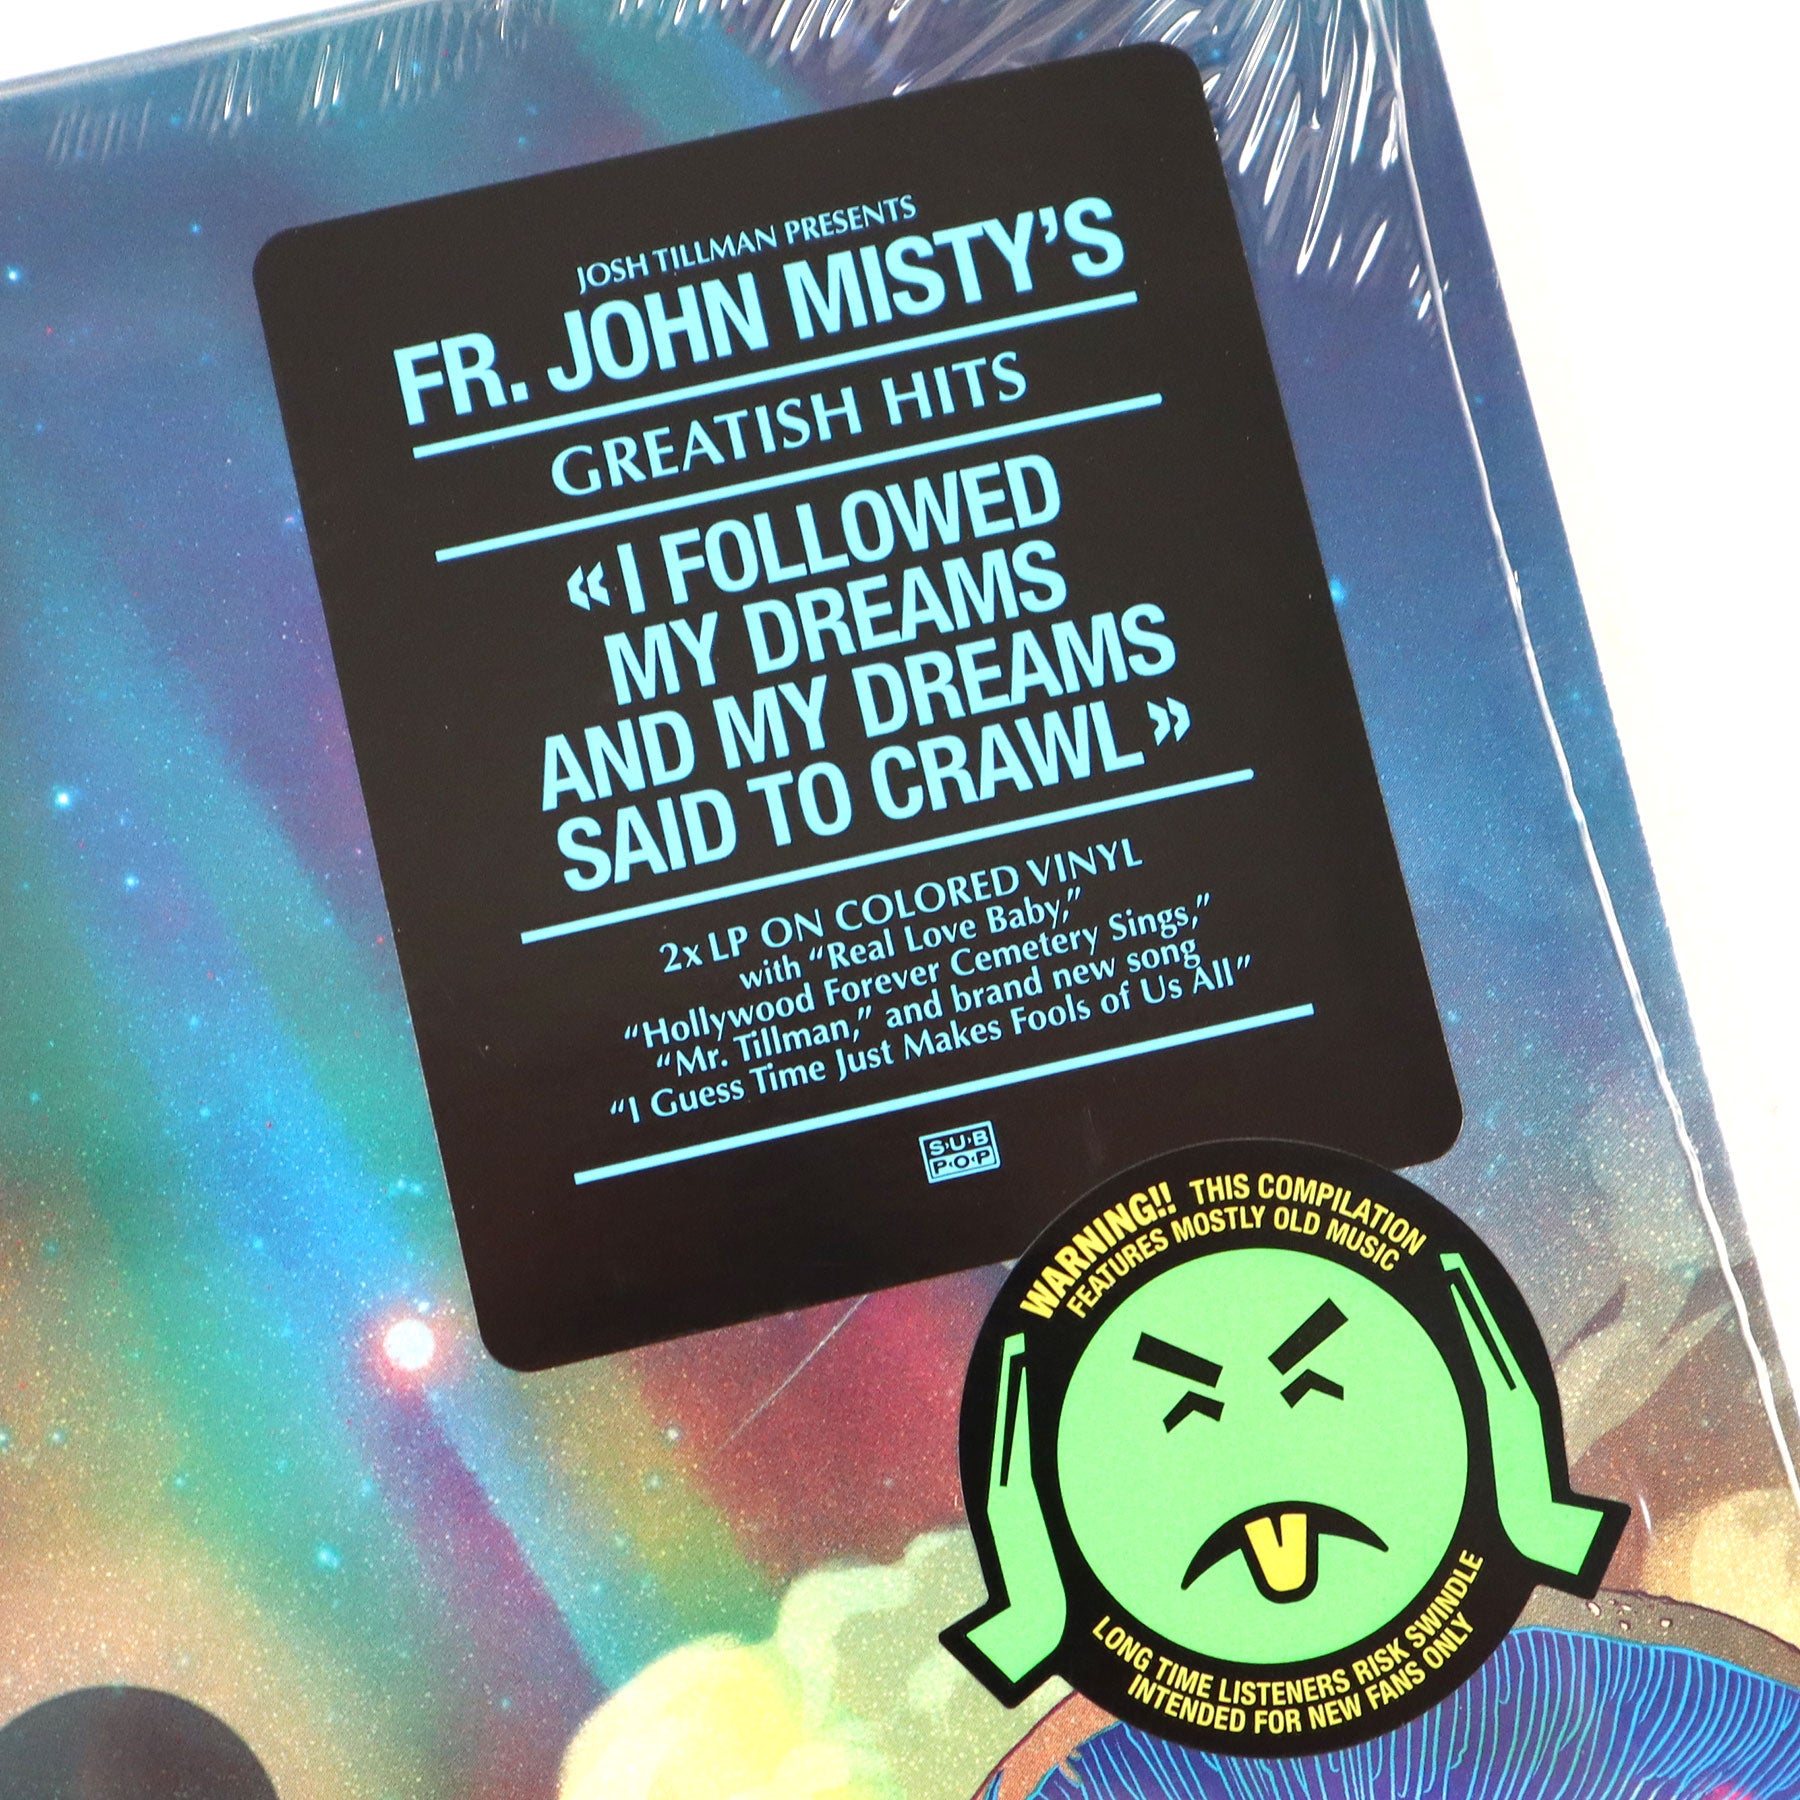 JOSH TILLMAN PRESENTS
FR. JOHN MISTY'S
GREATISH HITS
«I FOLLOWED
MY DREAMS
AND MY DREAMS
SAID TO CRAWL»
2x LP ON COLORED VINYL
with “Real Love Baby,”
“Hollywood Forever Cemetery Sings,”
“Mr. Tillman,” and brand new song
“I Guess Time Just Makes Fools of Us All”
SUB
POP
WARNING!! THIS COMPILATION
FEATURES MOSTLY OLD MUSIC
LONG TIME LISTENERS RISK SWINDLE
INTENDED FOR NEW FANS ONLY